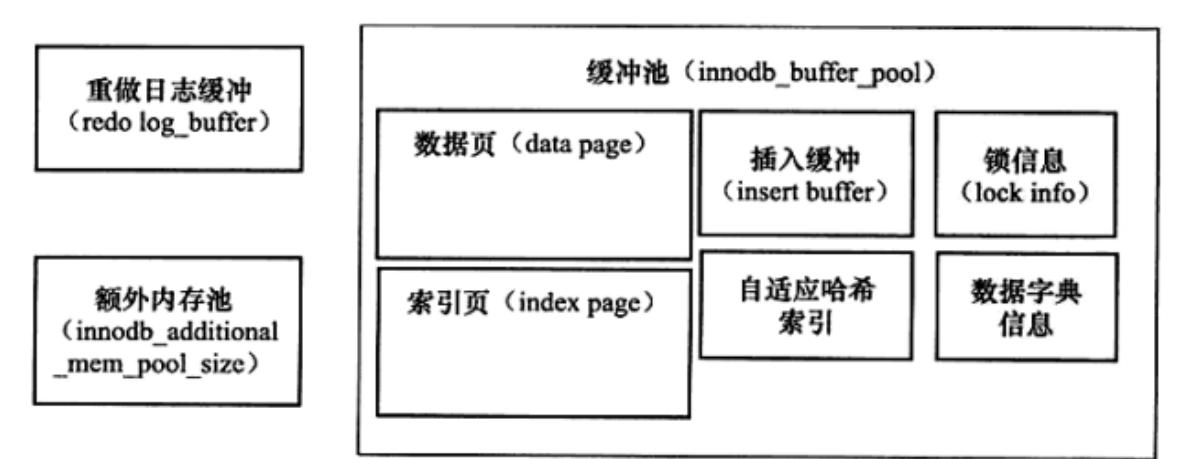 重做日志缓冲
（redo log_buffer）
额外内存池
（innodb_additional
_mem_pool_size）
缓冲池（innodb_buffer_pool）
数据页（data page）
插入缓冲
（insert buffer）
锁信息
（lock info）
索引页（index page）
自适应哈希
索引
数据字典
信息